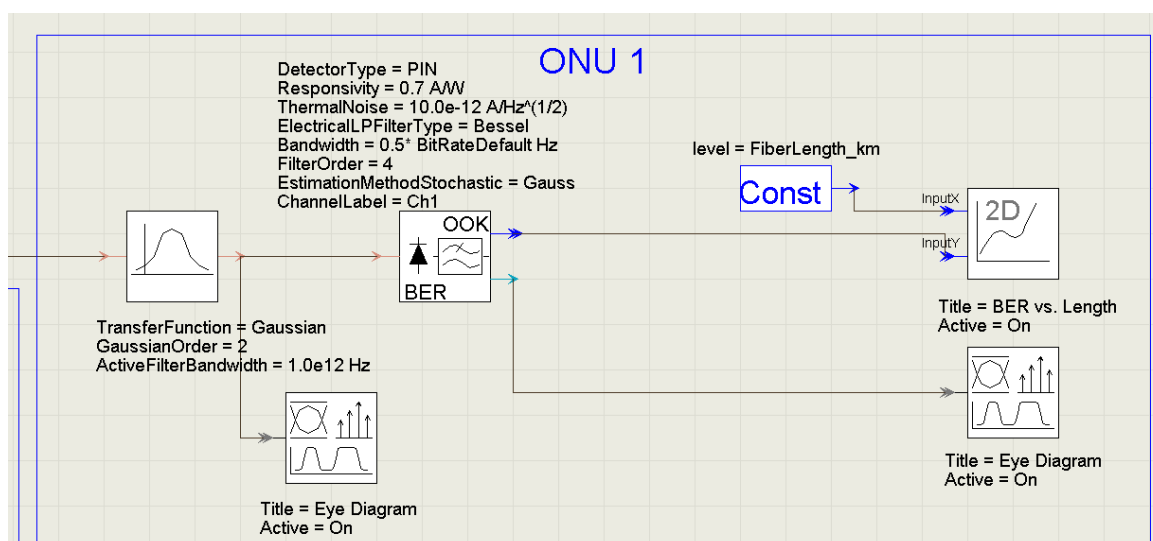 ONU 1
DetectorType = PIN
Responsivity = 0.7 A/W
ThermalNoise = 10.0e-12 A/Hz^(1/2)
ElectricalLPFilterType = Bessel
Bandwidth = 0.5* BitRateDefault Hz
FilterOrder = 4
EstimationMethodStochastic = Gauss
ChannelLabel = Ch1
level = FiberLength_km
Const
InputX
2D
InputY
OOK
BER
Title = BER vs. Length
Active = On
TransferFunction = Gaussian
GaussianOrder = 2
ActiveFilterBandwidth = 1.0e12 Hz
Title = Eye Diagram
Active = On
Title = Eye Diagram
Active = On